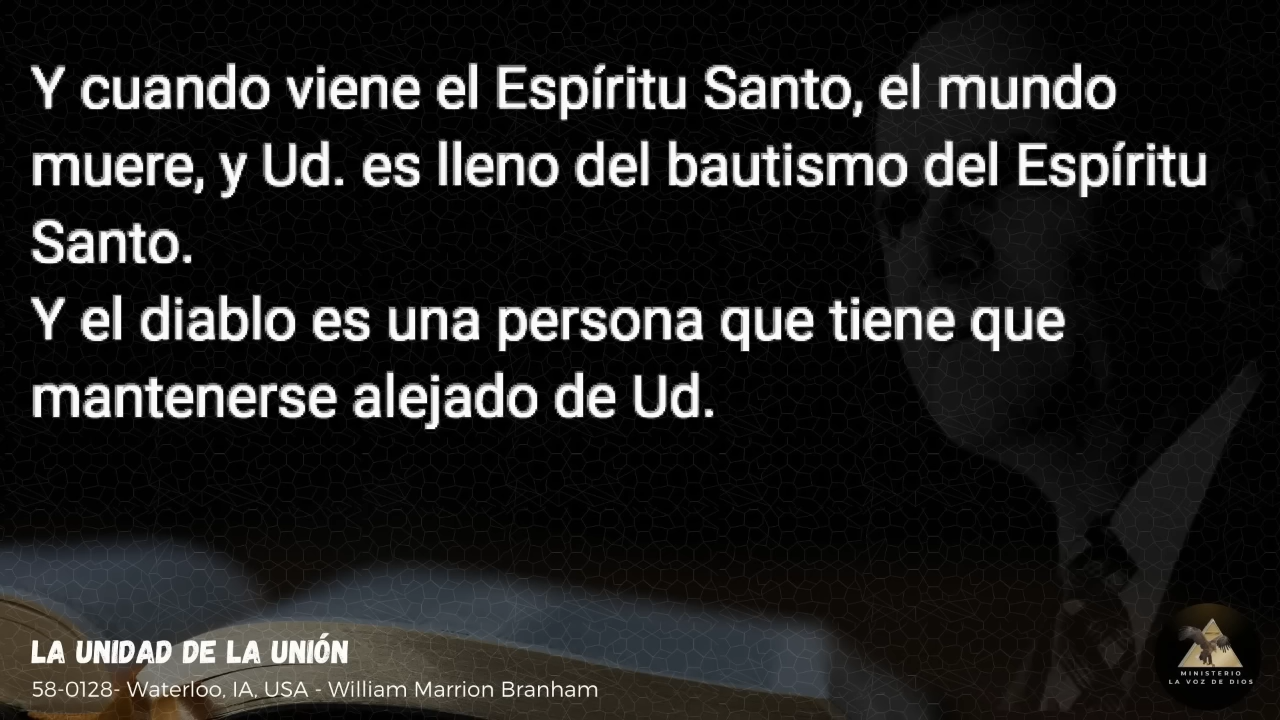 Y cuando viene el Espíritu Santo, el mundo
muere, y Ud. es lleno del bautismo del Espíritu
Santo.
Y el diablo es una persona que tiene que
mantenerse alejado de Ud.
LA UNIDAD DE LA UNIÓN
58-0128- Waterloo, IA, USA - William Marrion Branham
MINISTERIO
LA VOZ DE DIOS